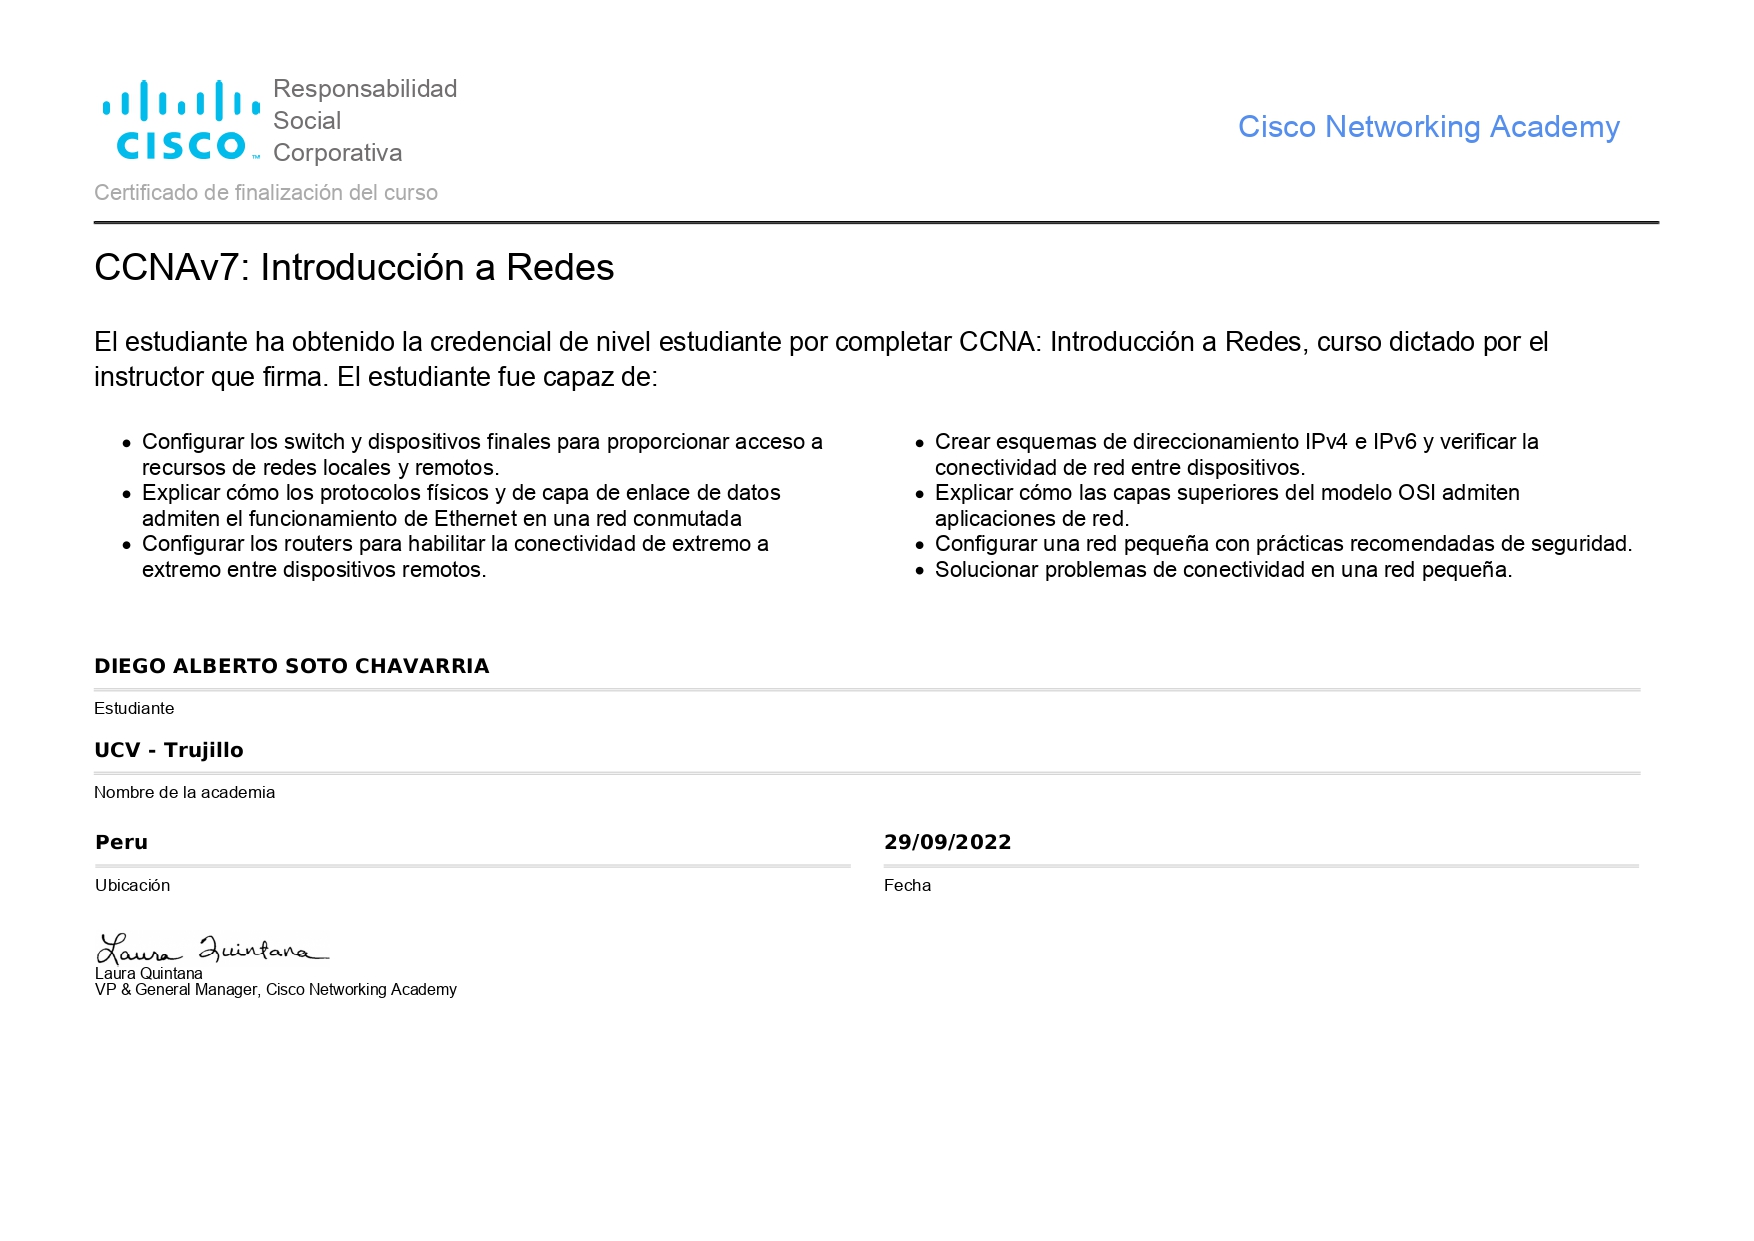 CISCO
TM
Responsabilidad
Social
Corporativa
Cisco Networking Academy
Certificado de finalización del curso
CCNAv7: Introducción a Redes
El estudiante ha obtenido la credencial de nivel estudiante por completar CCNA: Introducción a Redes, curso dictado por el
instructor que firma. El estudiante fue capaz de:
• Configurar los switch y dispositivos finales para proporcionar acceso a
recursos de redes locales y remotos.
• Explicar cómo los protocolos físicos y de capa de enlace de datos
admiten el funcionamiento de Ethernet en una red conmutada
• Configurar los routers para habilitar la conectividad de extremo a
extremo entre dispositivos remotos.
• Crear esquemas de direccionamiento IPv4 e IPv6 y verificar la
conectividad de red entre dispositivos.
• Explicar cómo las capas superiores del modelo OSI admiten
aplicaciones de red.
• Configurar una red pequeña con prácticas recomendadas de seguridad.
• Solucionar problemas de conectividad en una red pequeña.
DIEGO ALBERTO SOTO CHAVARRIA
Estudiante
UCV - Trujillo
Nombre de la academia
Peru
Ubicación
29/09/2022
Fecha
Laura Quintana
Laura Quintana
VP & General Manager, Cisco Networking Academy